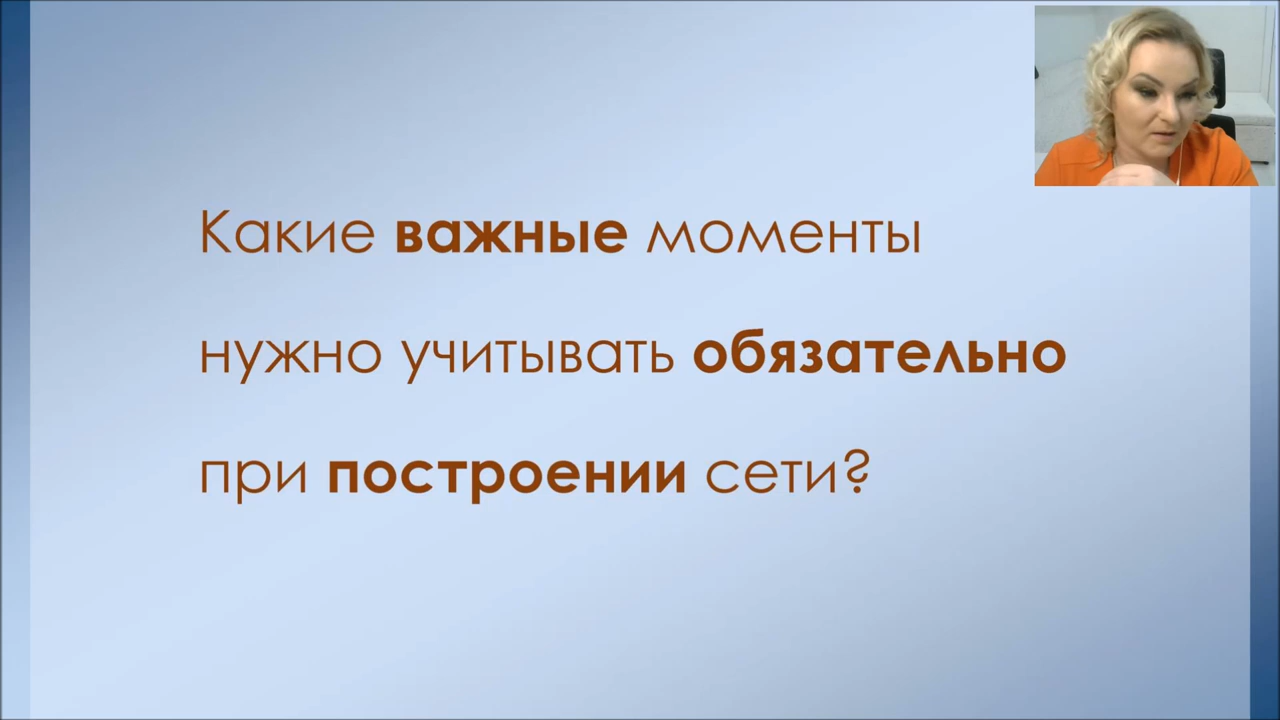 Какие важные моменты
нужно учитывать обязательно
при построении сети?